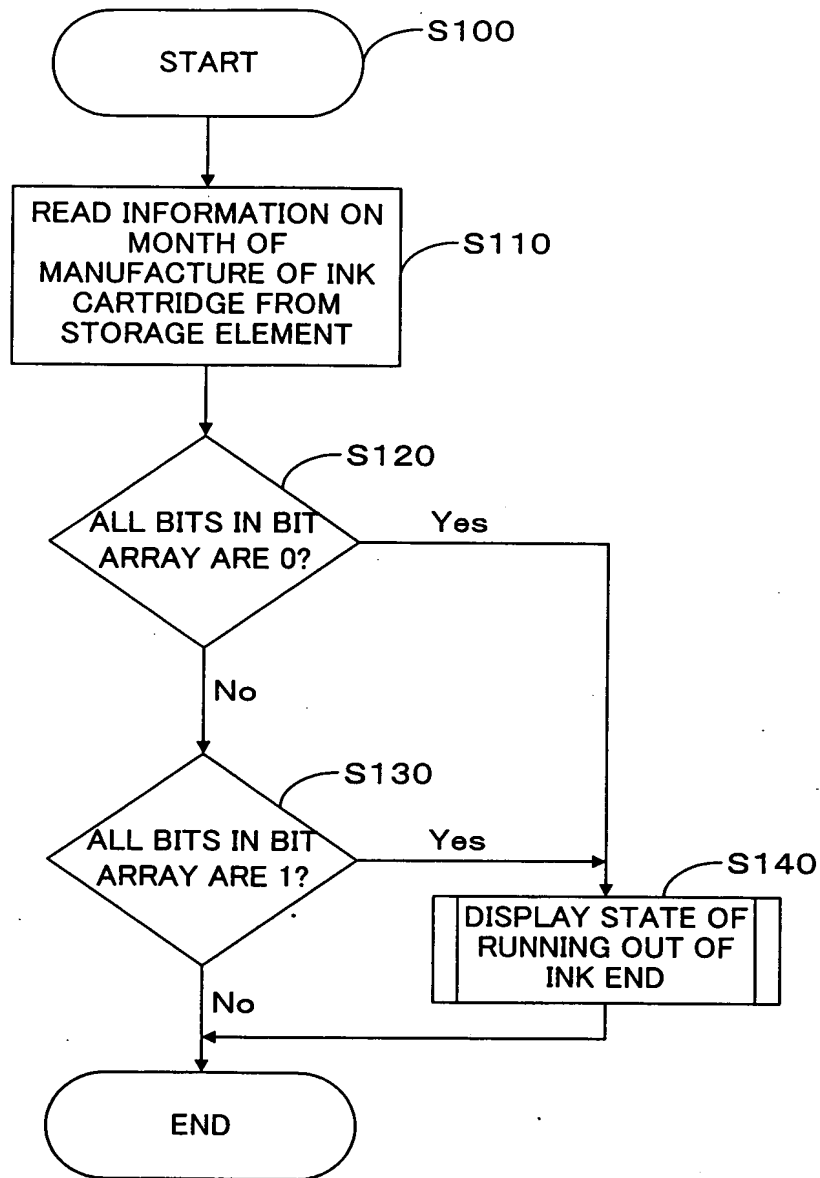 START
S100
READ INFORMATION ON
MONTH OF
MANUFACTURE OF INK
CARTRIDGE FROM
STORAGE ELEMENT
S110
S120
ALL BITS IN BIT
ARRAY ARE 0?
Yes
No
S130
ALL BITS IN BIT
ARRAY ARE 1?
Yes
S140
DISPLAY STATE OF
RUNNING OUT OF
INK END
No
END